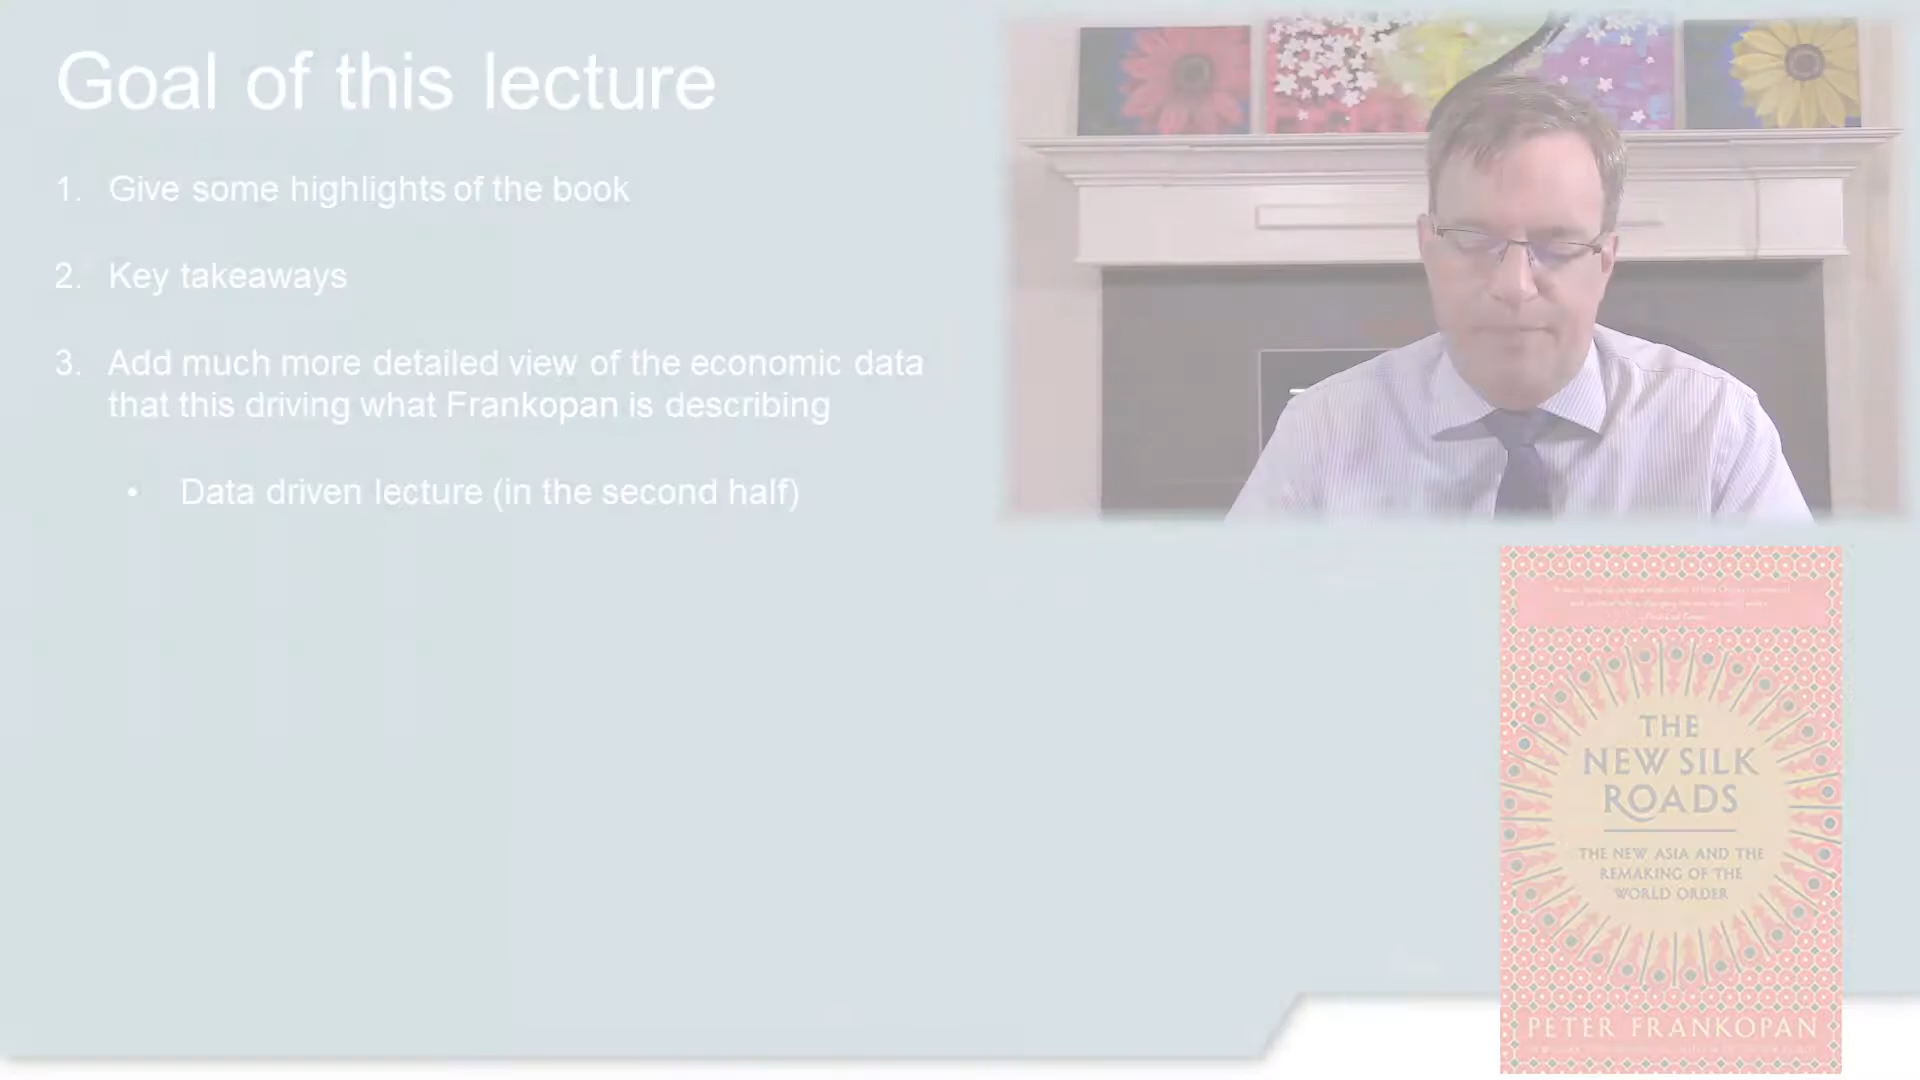 Goal of this lecture
1. Give some highlights of the book
2. Key takeaways
3. Add much more detailed view of the economic data
that this driving what Frankopan is describing
• Data driven lecture (in the second half)
THE
NEW SILK
ROADS
THE NEW ASIA AND THE
REMAKING OF THE
WORLD ORDER
PETER FRANKOPAN